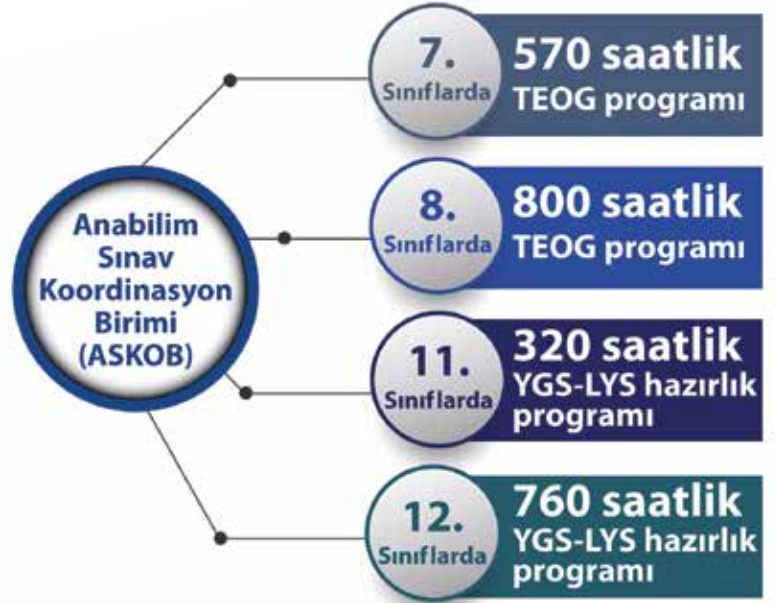 Anabilim
Sınav
Koordinasyon
Birimi
(ASKOB)
7.
Sınıflarda
570 saatlik
TEOG programı
8.
Sınıflarda
800 saatlik
TEOG programı
11.
Sınıflarda
320 saatlik
YGS-LYS hazırlık
programı
12.
Sınıflarda
760 saatlik
YGS-LYS hazırlık
programı